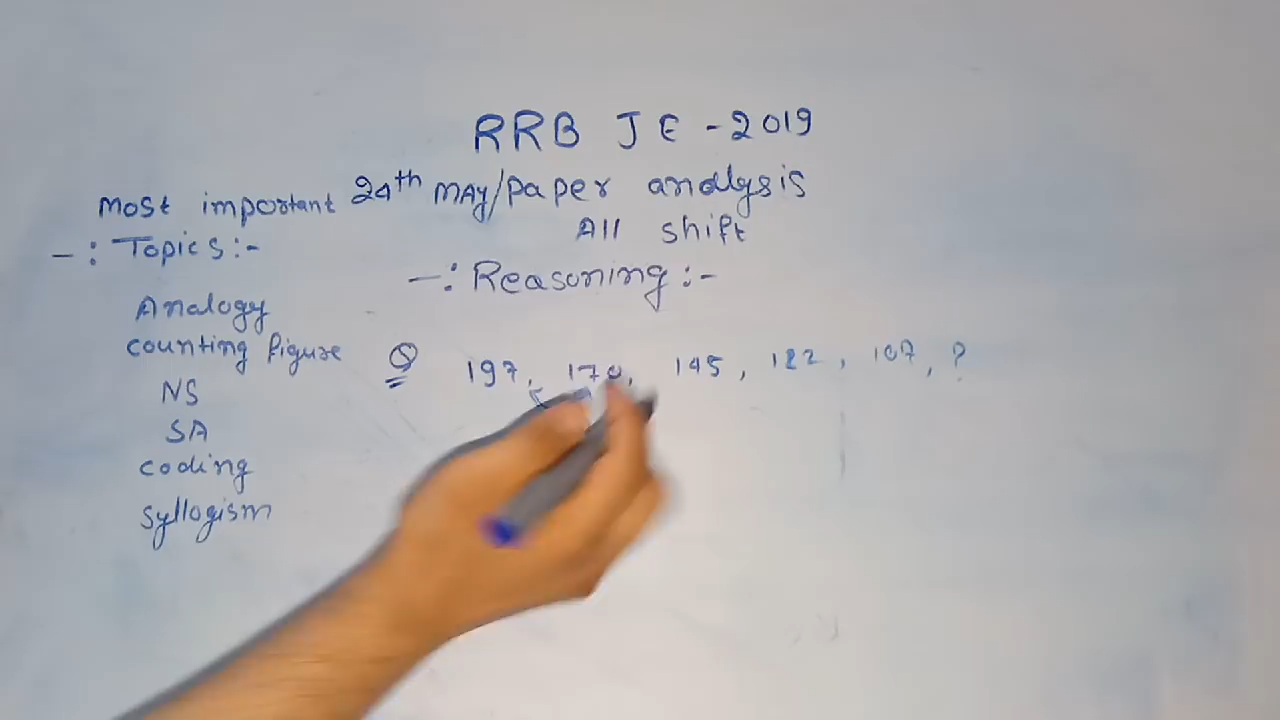 RRB JE - 2019
Most important 24th MAY/paper analysis
All shift
-: Topics:-
-: Reasoning:-
Analogy
counting figure
Q 197, 170, 145, 122, 107, ?
NS
SA
coding
syllogism